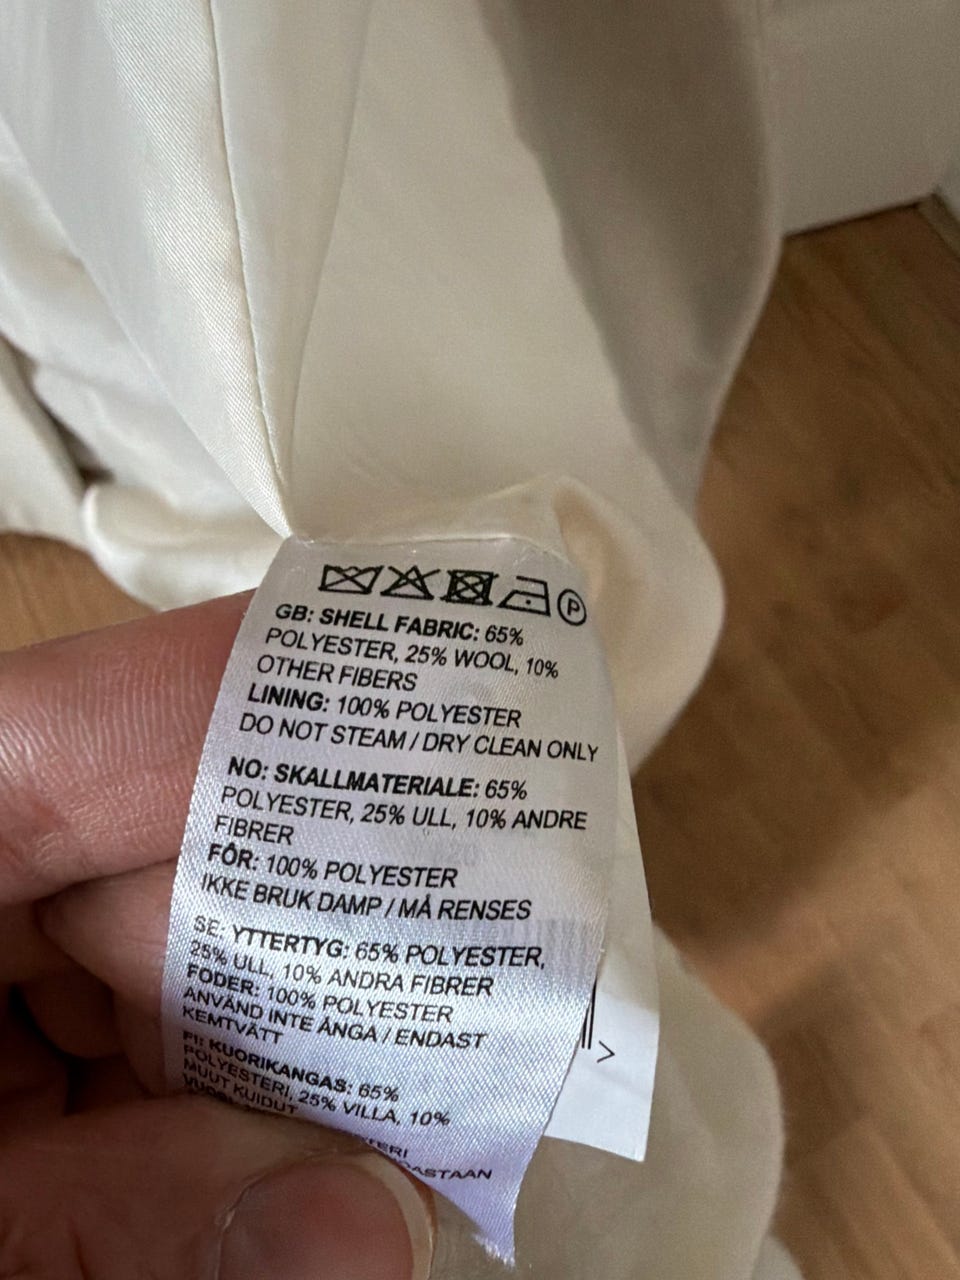 P
GB: SHELL FABRIC: 65%
POLYESTER, 25% WOOL, 10%
OTHER FIBERS
LINING: 100% POLYESTER
DO NOT STEAM / DRY CLEAN ONLY
NO: SKALLMATERIALE: 65%
POLYESTER, 25% ULL, 10% ANDRE
FIBRER
FÔR: 100% POLYESTER
IKKE BRUK DAMP / MÅ RENSES
SE: YTTERTYG: 65% POLYESTER,
25% ULL, 10% ANDRA FIBRER
FODER: 100% POLYESTER
ANVÄND INTE ÅNGA / ENDAST
KEMTVÄTT
FI: KUORIKANGAS: 65%
POLYESTERI, 25% VILLA, 10%
MUUT KUIDUT
>